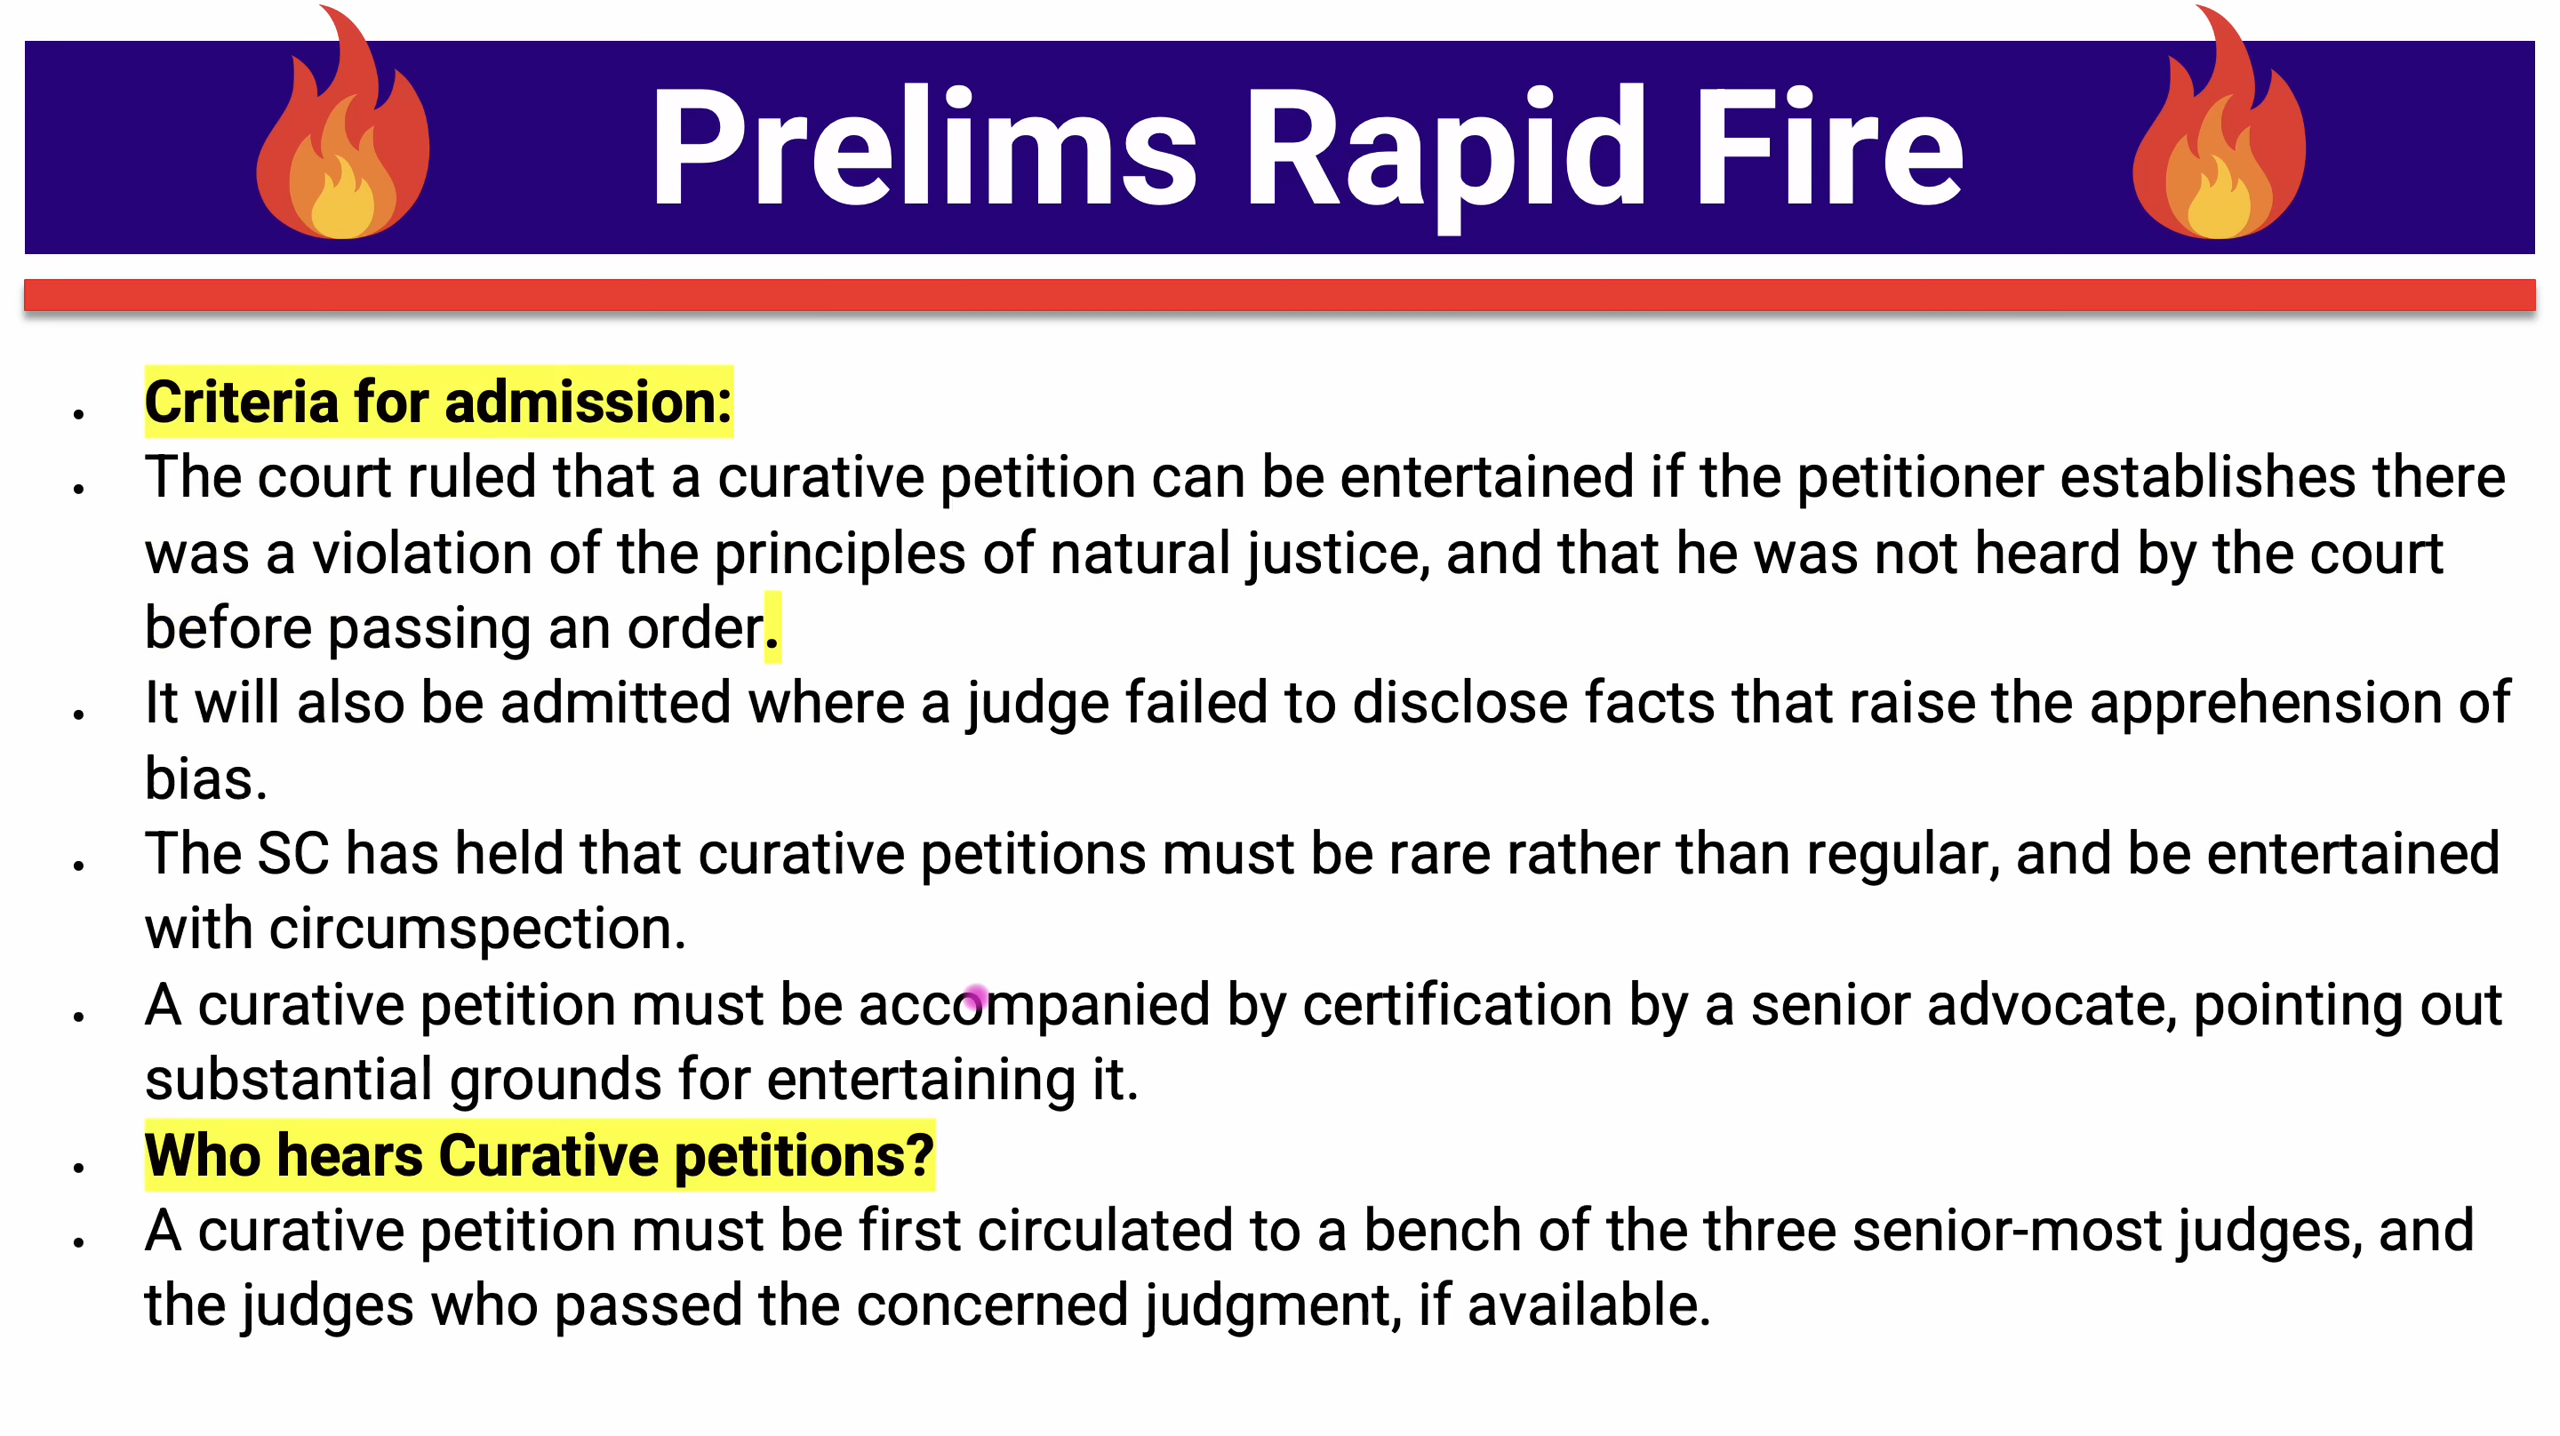 Prelims Rapid Fire
• Criteria for admission:
• The court ruled that a curative petition can be entertained if the petitioner establishes there
was a violation of the principles of natural justice, and that he was not heard by the court
before passing an order.
• It will also be admitted where a judge failed to disclose facts that raise the apprehension of
bias.
• The SC has held that curative petitions must be rare rather than regular, and be entertained
with circumspection.
• A curative petition must be accompanied by certification by a senior advocate, pointing out
substantial grounds for entertaining it.
• Who hears Curative petitions?
• A curative petition must be first circulated to a bench of the three senior-most judges, and
the judges who passed the concerned judgment, if available.